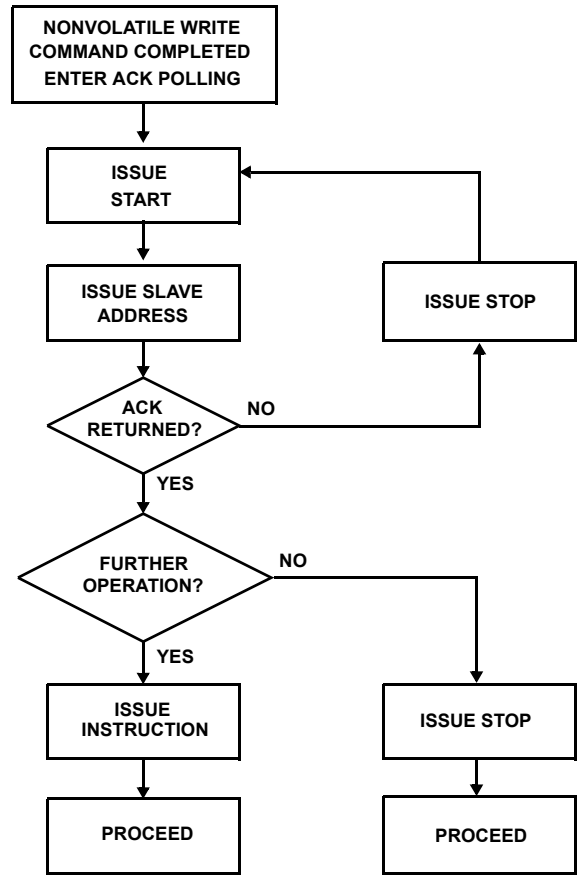 NONVOLATILE WRITE
COMMAND COMPLETED
ENTER ACK POLLING
ISSUE
START
ISSUE SLAVE
ADDRESS
ISSUE STOP
ACK
RETURNED?
NO
YES
FURTHER
OPERATION?
NO
YES
ISSUE
INSTRUCTION
ISSUE STOP
PROCEED
PROCEED